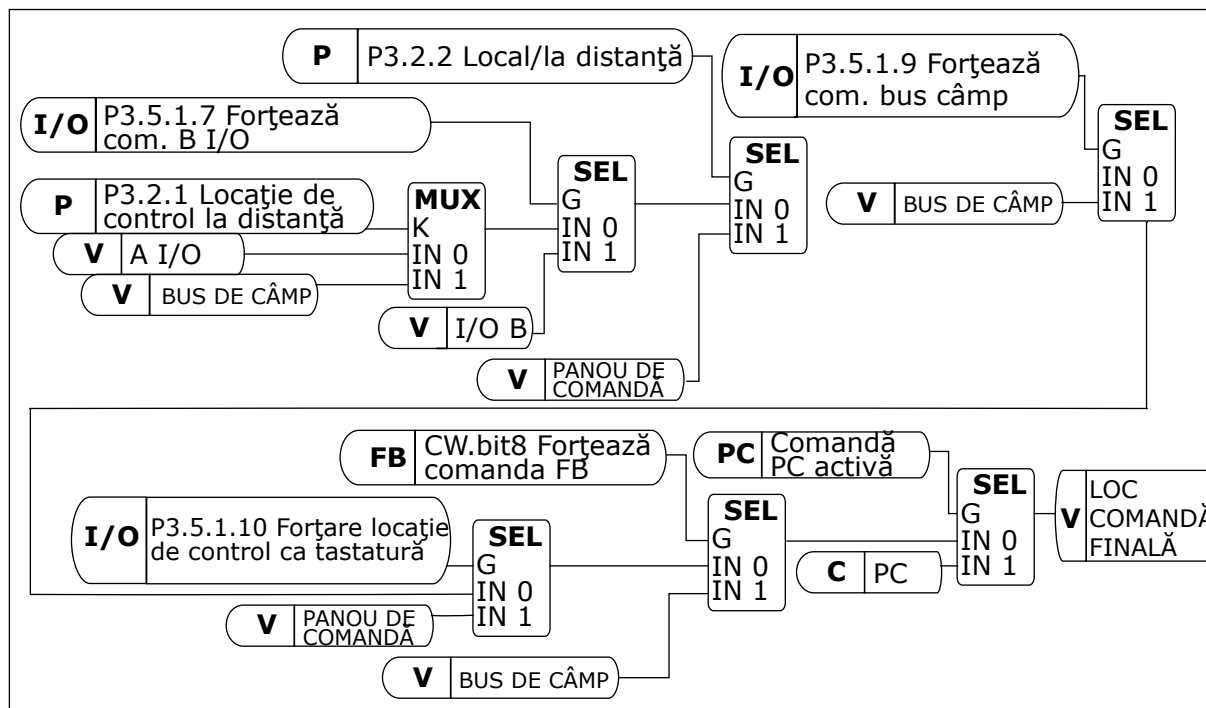 P P3.2.2 Local/la distanţă
I/O P3.5.1.9 Forţează
com. bus câmp
I/O P3.5.1.7 Forţează
com. B I/O
P P3.2.1 Locaţie de
control la distanţă
V A I/O
V BUS DE CÂMP
MUX
K
IN 0
IN 1
SEL
G
IN 0
IN 1
V I/O B
SEL
G
IN 0
IN 1
V PANOU DE
COMANDĂ
V BUS DE CÂMP
SEL
G
IN 0
IN 1
FB CW.bit8 Forţează
comanda FB
PC Comandă
PC activă
I/O P3.5.1.10 Forţare locaţie
de control ca tastatură
SEL
G
IN 0
IN 1
V PANOU DE
COMANDĂ
SEL
G
IN 0
IN 1
V BUS DE CÂMP
C PC
SEL
G
IN 0
IN 1
V LOC
COMANDĂ
FINALĂ